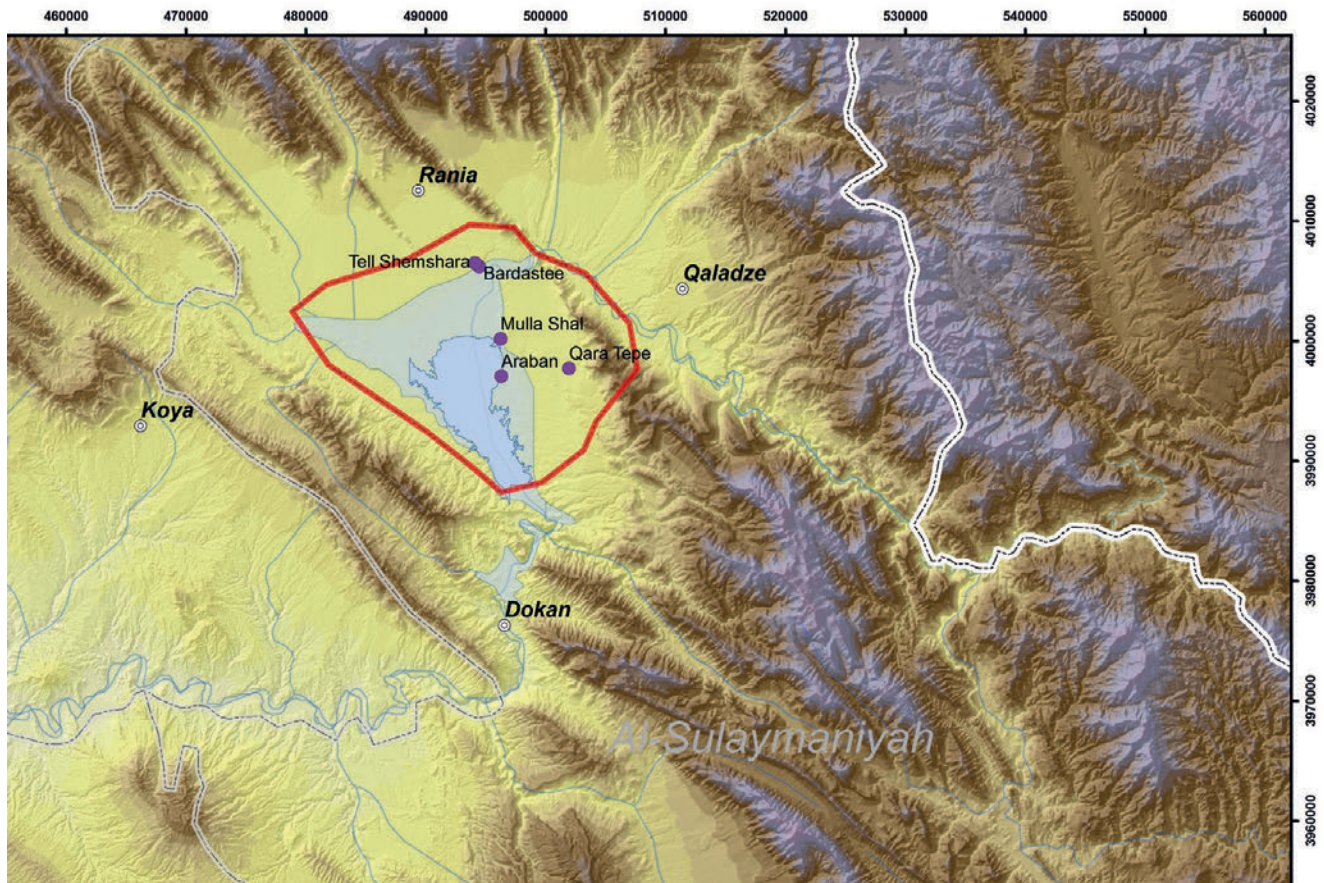 460000 470000 480000 490000 500000 510000 520000 530000 540000 550000 560000
4020000
Rania
4010000
Tell Shemshara
Bardastee
Qaladze
Mulla Shal
4000000
Araban
Qara Tepe
Koya
3990000
3980000
Dokan
3970000
Al-Sulaymaniyah
3960000